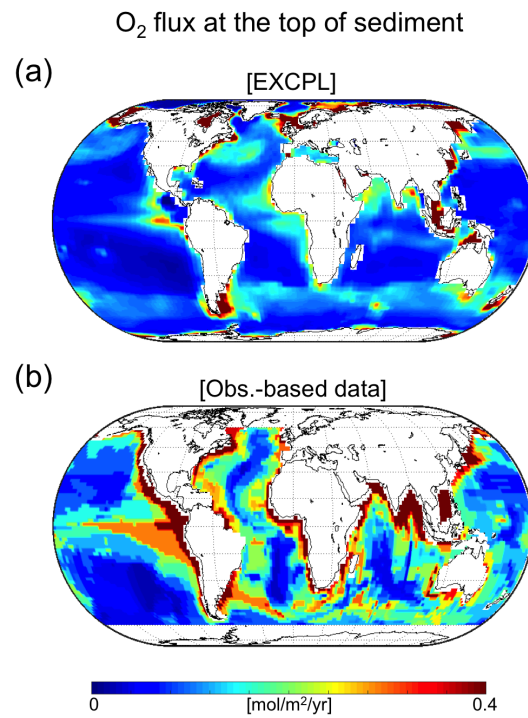 O₂ flux at the top of sediment
(a)
[EXCPL]
(b)
[Obs.-based data]
0 [mol/m²/yr] 0.4